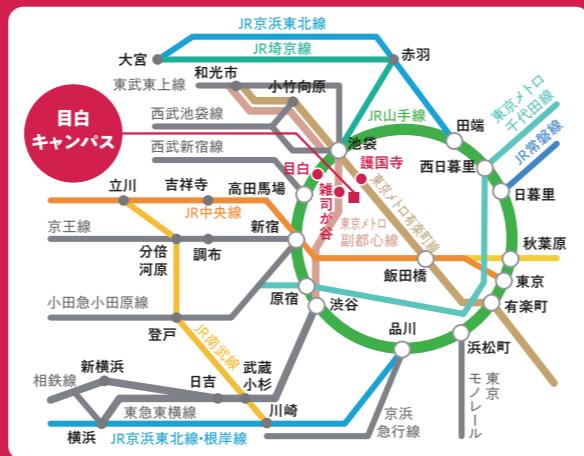 JR京浜東北線
大宮
JR埼京線
赤羽
東武東上線
和光市
小竹向原
東京メトロ
千代田線
目白
キャンパス
西武池袋線
JR山手線
田端
JR常磐線
西武新宿線
池袋
目白
護国寺
西日暮里
立川
吉祥寺
高田馬場
雑司が谷
東京メトロ有楽町線
日暮里
JR中央線
京王線
新宿
東京メトロ
副都心線
秋葉原
分倍
河原
調布
飯田橋
東京
小田急小田原線
原宿
渋谷
有楽町
登戸
JR南武線
品川
浜松町
新横浜
武蔵
小杉
相鉄線
日吉
東京
モノレール
東急東横線
川崎
京浜
急行線
横浜
JR京浜東北線・根岸線